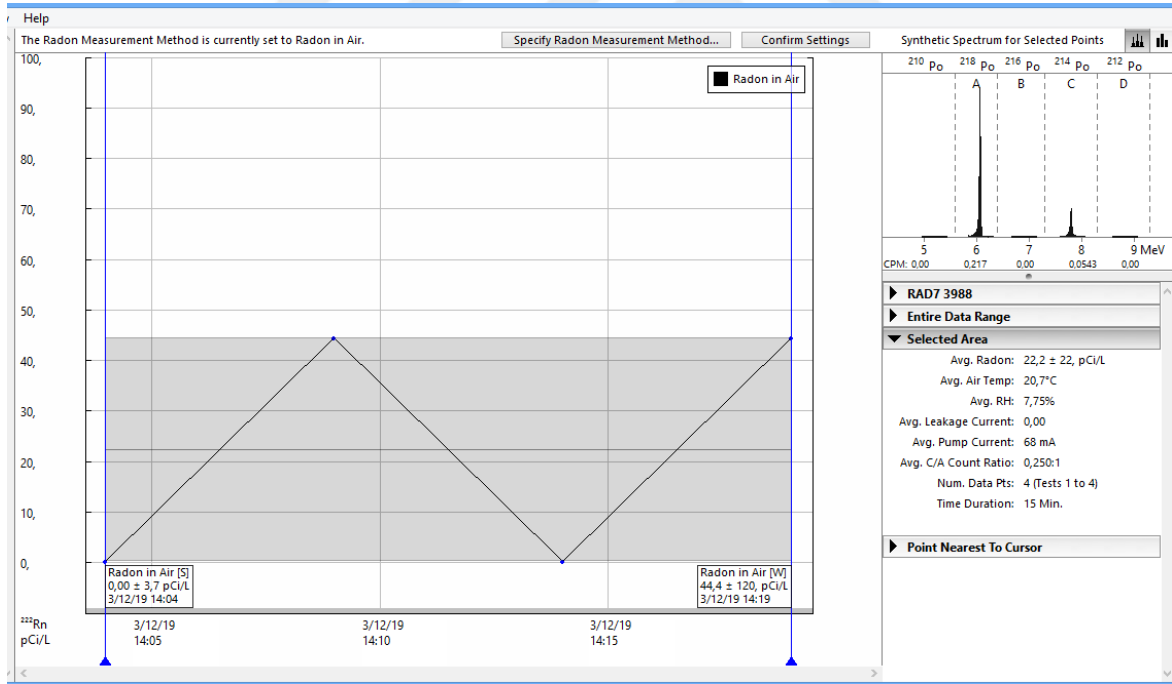 Help
The Radon Measurement Method is currently set to Radon in Air.
Specify Radon Measurement Method...
Confirm Settings
Synthetic Spectrum for Selected Points
100,
90,
80,
70,
60,
50,
40,
30,
20,
10,
0,
Radon in Air
Radon in Air [S]
0,00 ± 3,7 pCi/L
3/12/19 14:04
Radon in Air [W]
44,4 ± 120, pCi/L
3/12/19 14:19
222Rn
pCi/L
3/12/19
14:05
3/12/19
14:10
3/12/19
14:15
210 Po 218 Po 216 Po 214 Po 212 Po
A B C D
5 6 7 8 9 MeV
CPM: 0,00 0,217 0,00 0,0543 0,00
RAD7 3988
Entire Data Range
Selected Area
Avg. Radon: 22,2 ± 22, pCi/L
Avg. Air Temp: 20,7°C
Avg. RH: 7,75%
Avg. Leakage Current: 0,00
Avg. Pump Current: 68 mA
Avg. C/A Count Ratio: 0,250:1
Num. Data Pts: 4 (Tests 1 to 4)
Time Duration: 15 Min.
Point Nearest To Cursor